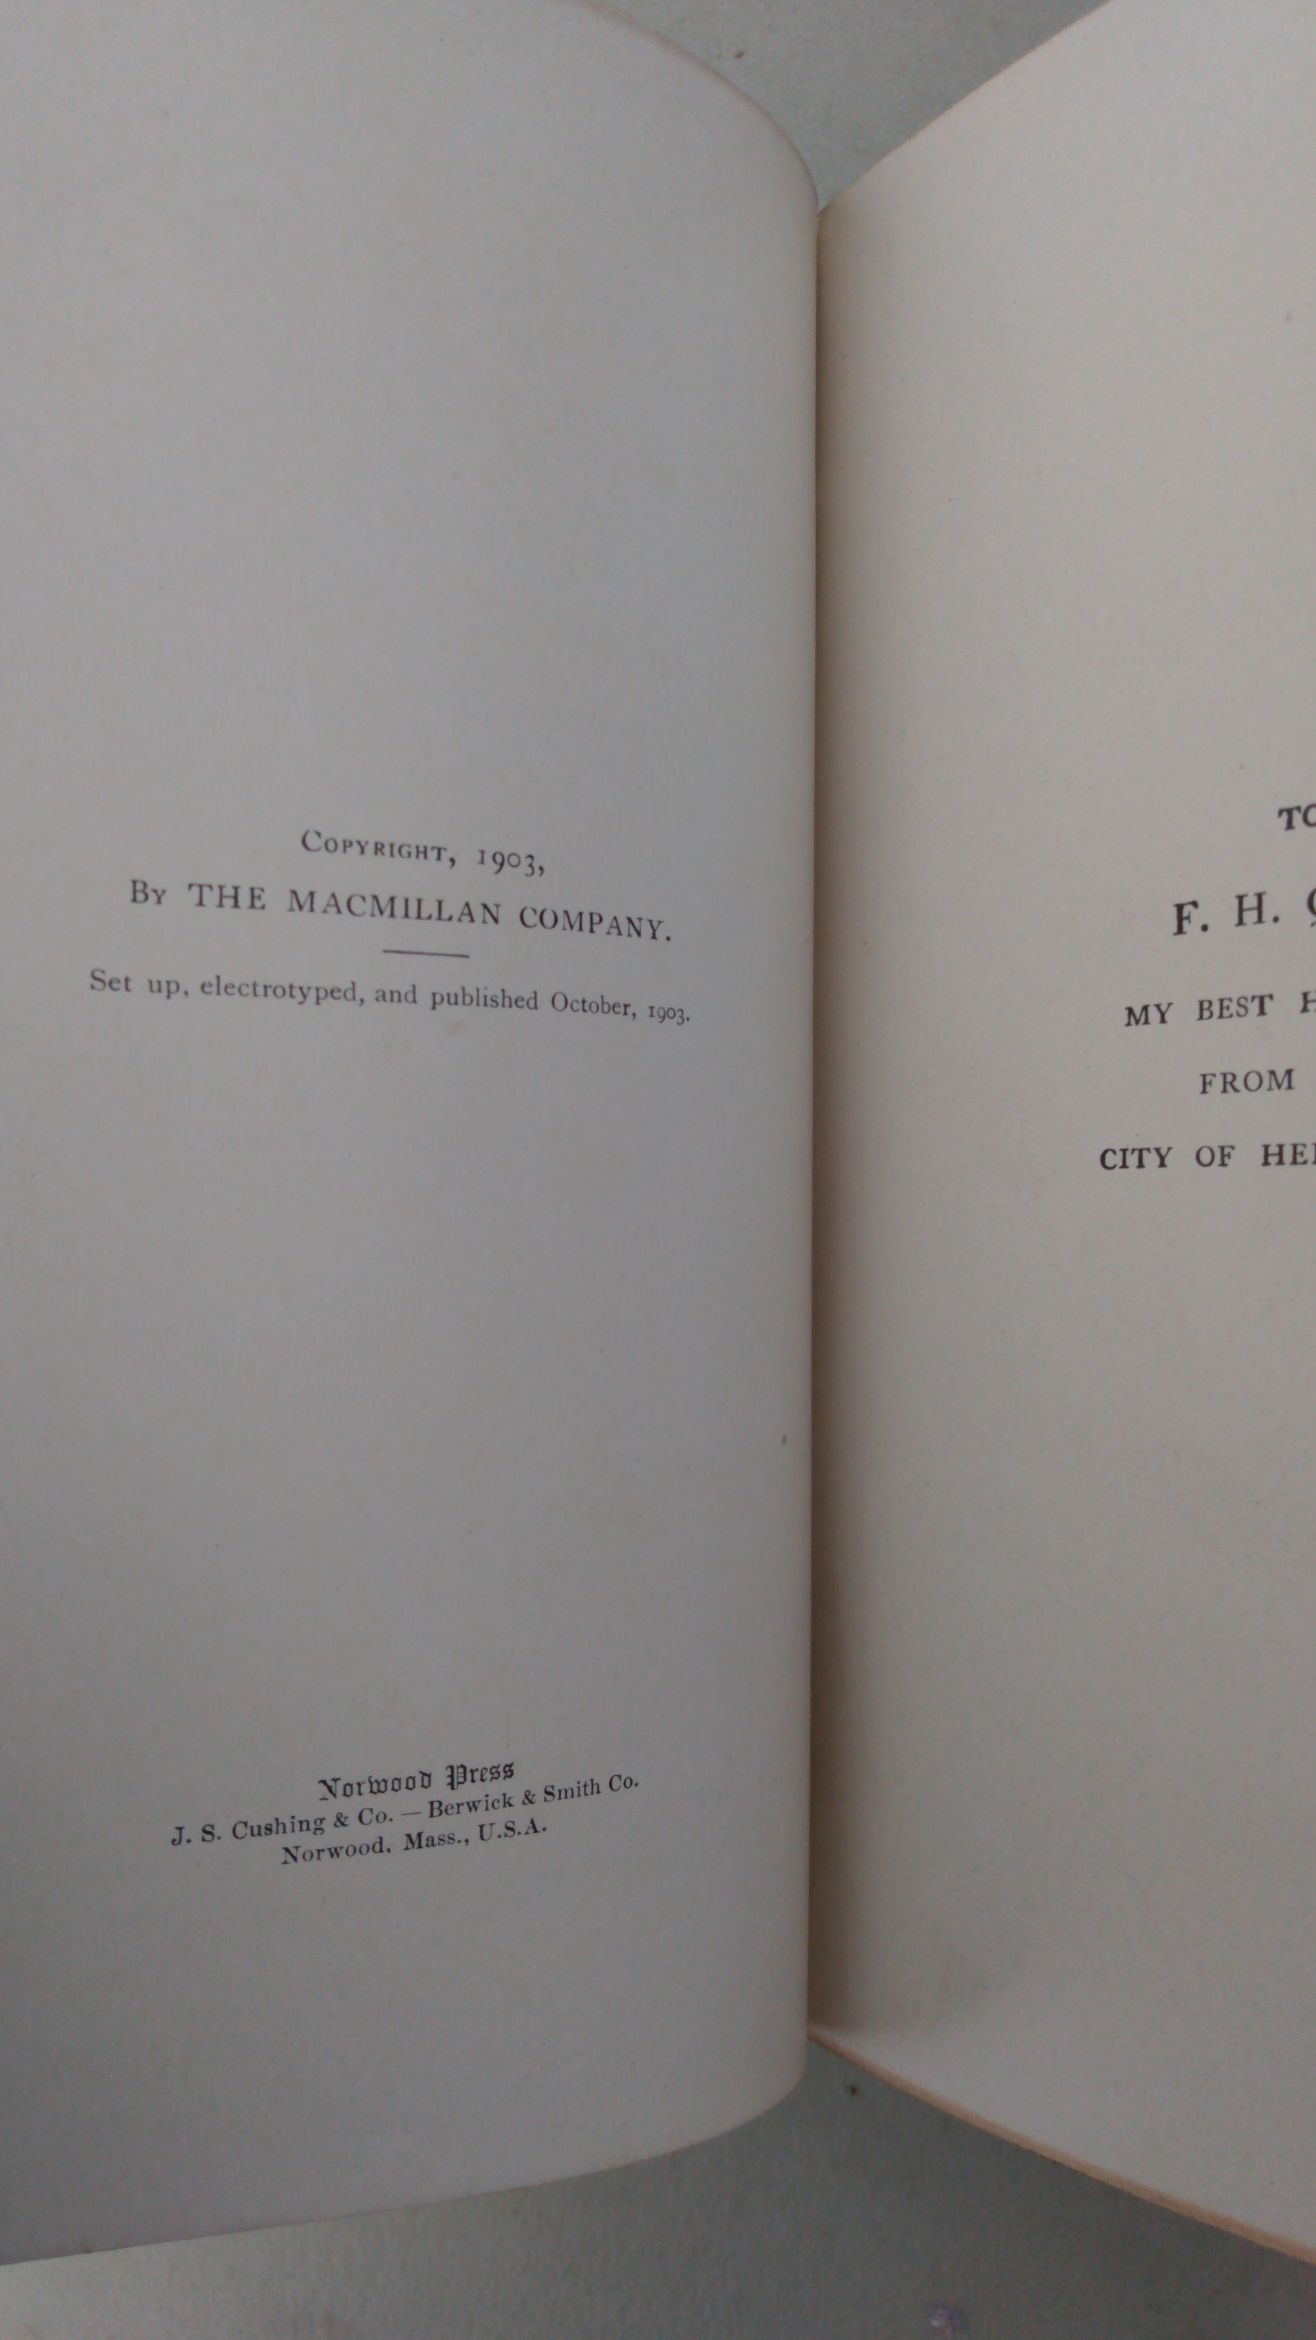 COPYRIGHT, 1903,
BY THE MACMILLAN COMPANY.
Set up, electrotyped, and published October, 1903.
Norwood Press
J. S. Cushing & Co. — Berwick & Smith Co.
Norwood, Mass., U.S.A.
TO
F. H.
MY BEST
FROM
CITY OF